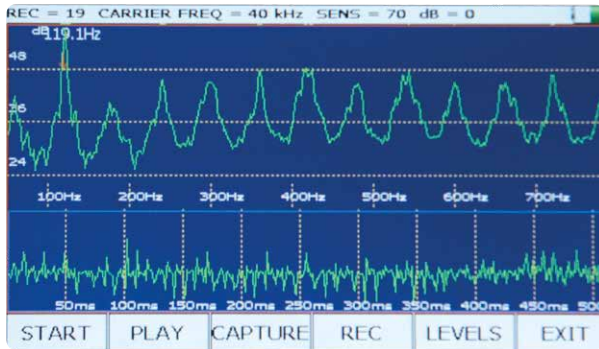 REC = 19 CARRIER FREQ = 40 kHz SENS = 70 dB = 0
dB 119.1Hz
48
36
24
100Hz 200Hz 300Hz 400Hz 500Hz 600Hz 700Hz
50ms 100ms 150ms 200ms 250ms 300ms 350ms 400ms 450ms 500
START PLAY CAPTURE REC LEVELS EXIT